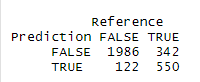 Reference
Prediction FALSE TRUE
FALSE 1986 342
TRUE 122 550